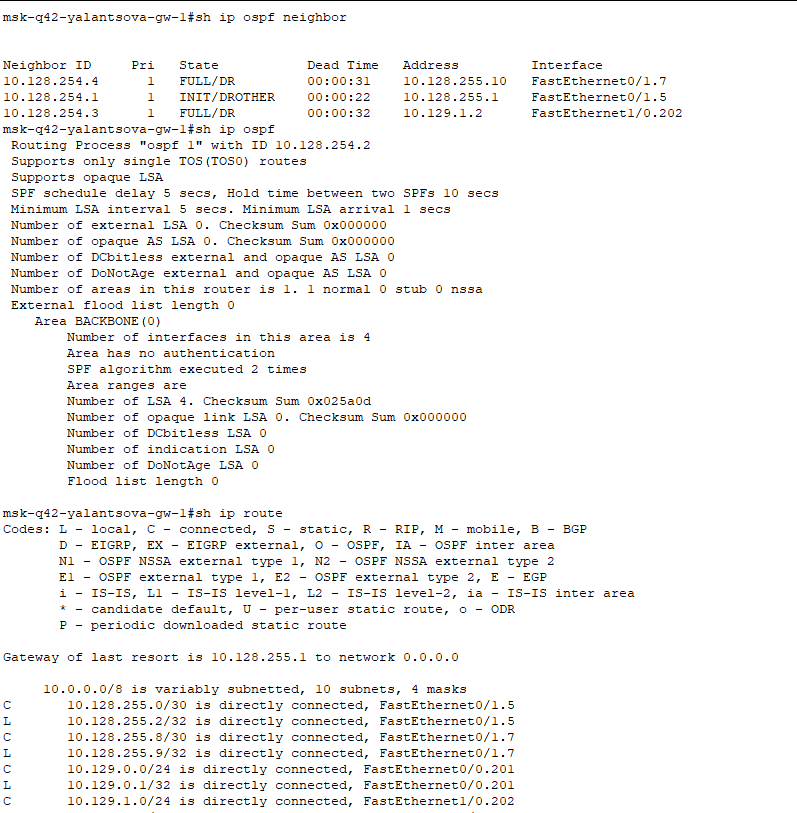 msk-q42-yalantsova-gw-1#sh ip ospf neighbor
Neighbor ID     Pri   State           Dead Time   Address         Interface
10.128.254.4      1   FULL/DR         00:00:31    10.128.255.10   FastEthernet0/1.7
10.128.254.1      1   INIT/DROTHER    00:00:22    10.128.255.1    FastEthernet0/1.5
10.128.254.3      1   FULL/DR         00:00:32    10.129.1.2      FastEthernet1/0.202
msk-q42-yalantsova-gw-1#sh ip ospf
 Routing Process "ospf 1" with ID 10.128.254.2
 Supports only single TOS(TOS0) routes
 Supports opaque LSA
 SPF schedule delay 5 secs, Hold time between two SPFs 10 secs
 Minimum LSA interval 5 secs. Minimum LSA arrival 1 secs
 Number of external LSA 0. Checksum Sum 0x000000
 Number of opaque AS LSA 0. Checksum Sum 0x000000
 Number of DCbitless external and opaque AS LSA 0
 Number of DoNotAge external and opaque AS LSA 0
 Number of areas in this router is 1. 1 normal 0 stub 0 nssa
 External flood list length 0
    Area BACKBONE(0)
        Number of interfaces in this area is 4
        Area has no authentication
        SPF algorithm executed 2 times
        Area ranges are
        Number of LSA 4. Checksum Sum 0x025a0d
        Number of opaque link LSA 0. Checksum Sum 0x000000
        Number of DCbitless LSA 0
        Number of indication LSA 0
        Number of DoNotAge LSA 0
        Flood list length 0
msk-q42-yalantsova-gw-1#sh ip route
Codes: L - local, C - connected, S - static, R - RIP, M - mobile, B - BGP
       D - EIGRP, EX - EIGRP external, O - OSPF, IA - OSPF inter area
       N1 - OSPF NSSA external type 1, N2 - OSPF NSSA external type 2
       E1 - OSPF external type 1, E2 - OSPF external type 2, E - EGP
       i - IS-IS, L1 - IS-IS level-1, L2 - IS-IS level-2, ia - IS-IS inter area
       * - candidate default, U - per-user static route, o - ODR
       P - periodic downloaded static route
Gateway of last resort is 10.128.255.1 to network 0.0.0.0
     10.0.0.0/8 is variably subnetted, 10 subnets, 4 masks
C       10.128.255.0/30 is directly connected, FastEthernet0/1.5
L       10.128.255.2/32 is directly connected, FastEthernet0/1.5
C       10.128.255.8/30 is directly connected, FastEthernet0/1.7
L       10.128.255.9/32 is directly connected, FastEthernet0/1.7
C       10.129.0.0/24 is directly connected, FastEthernet0/0.201
L       10.129.0.1/32 is directly connected, FastEthernet0/0.201
C       10.129.1.0/24 is directly connected, FastEthernet1/0.202